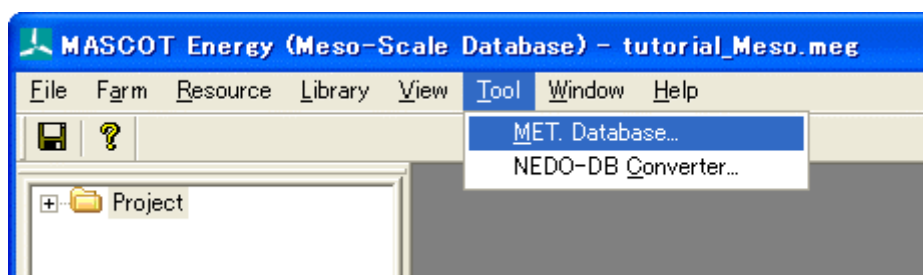 MASCOT Energy (Meso-Scale Database) - tutorial_Meso.meg
File Farm Resource Library View Tool Window Help
MET. Database...
NEDO-DB Converter...
Project